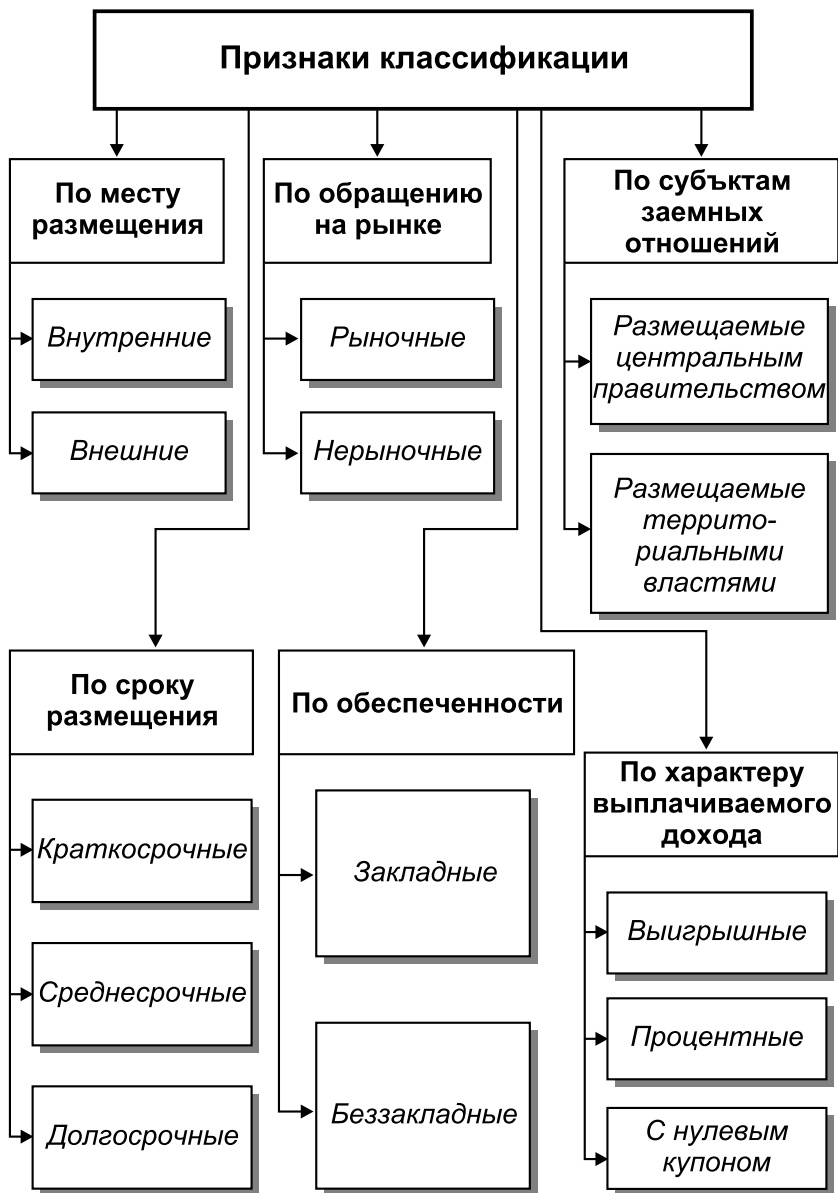 Признаки классификации
По месту
размещения
Внутренние
Внешние
По обращению
на рынке
Рыночные
Нерыночные
По субъктам
заемных
отношений
Размещаемые
центральным
правительством
Размещаемые
террито-
риальными
властями
По сроку
размещения
Краткосрочные
Среднесрочные
Долгосрочные
По обеспеченности
Закладные
Беззакладные
По характеру
выплачиваемого
дохода
Выигрышные
Процентные
С нулевым
купоном